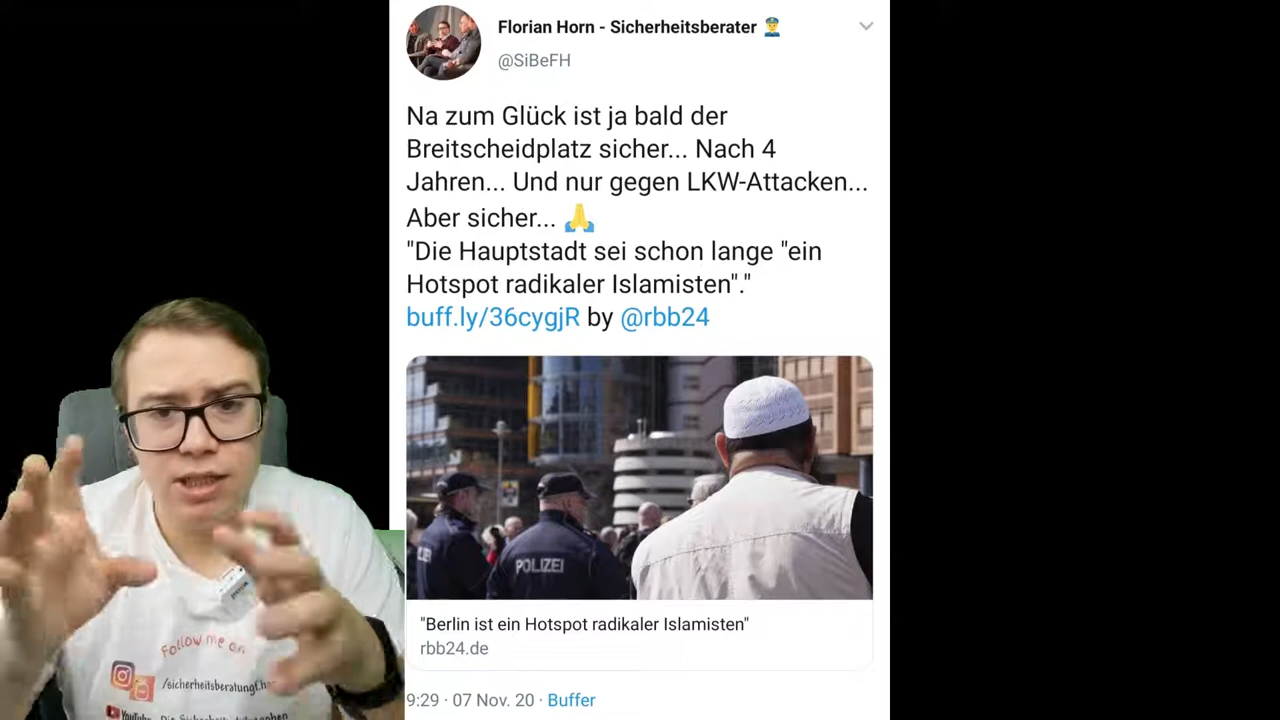 Florian Horn - Sicherheitsberater
@SiBeFH
Na zum Glück ist ja bald der
Breitscheidplatz sicher... Nach 4
Jahren... Und nur gegen LKW-Attacken...
Aber sicher... 🙏
"Die Hauptstadt sei schon lange "ein
Hotspot radikaler Islamisten"."
buff.ly/36cygjR by @rbb24
POLIZEI
"Berlin ist ein Hotspot radikaler Islamisten"
rbb24.de
9:29 · 07 Nov. 20 · Buffer
Follow me on
YouTube